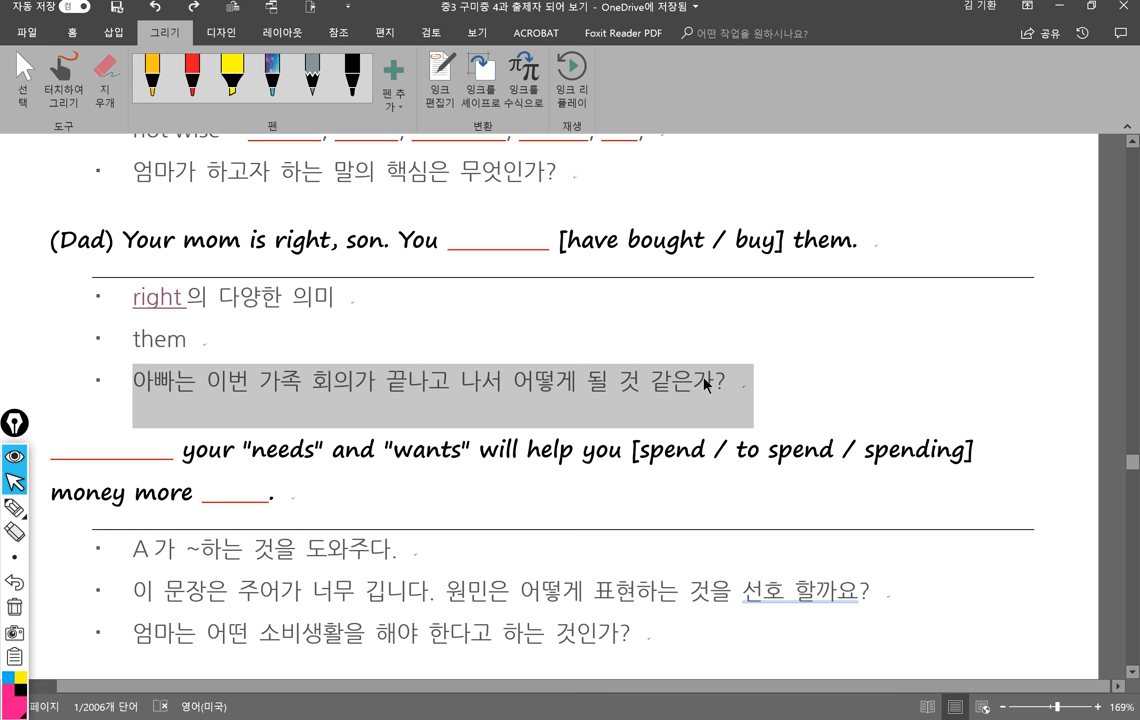 자동 저장 켬
중3 구미중 4과 출제자 되어 보기 - OneDrive에 저장됨
김 기환
파일 홈 삽입 그리기 디자인 레이아웃 참조 편지 검토 보기 ACROBAT Foxit Reader PDF 어떤 작업을 원하시나요? 공유
선택 터치하여 그리기 지우개 펜 추가 잉크 편집기 잉크를 셰이프로 잉크를 수식으로 잉크 리플레이
도구 펜 변환 재생
not wise
엄마가 하고자 하는 말의 핵심은 무엇인가?
(Dad) Your mom is right, son. You ________ [have bought / buy] them.
right의 다양한 의미
them
아빠는 이번 가족 회의가 끝나고 나서 어떻게 될 것 같은가?
__________ your "needs" and "wants" will help you [spend / to spend / spending]
money more _____.
A가 ~하는 것을 도와주다.
이 문장은 주어가 너무 깁니다. 원민은 어떻게 표현하는 것을 선호 할까요?
엄마는 어떤 소비생활을 해야 한다고 하는 것인가?
페이지 1/2006개 단어 영어(미국) 169%